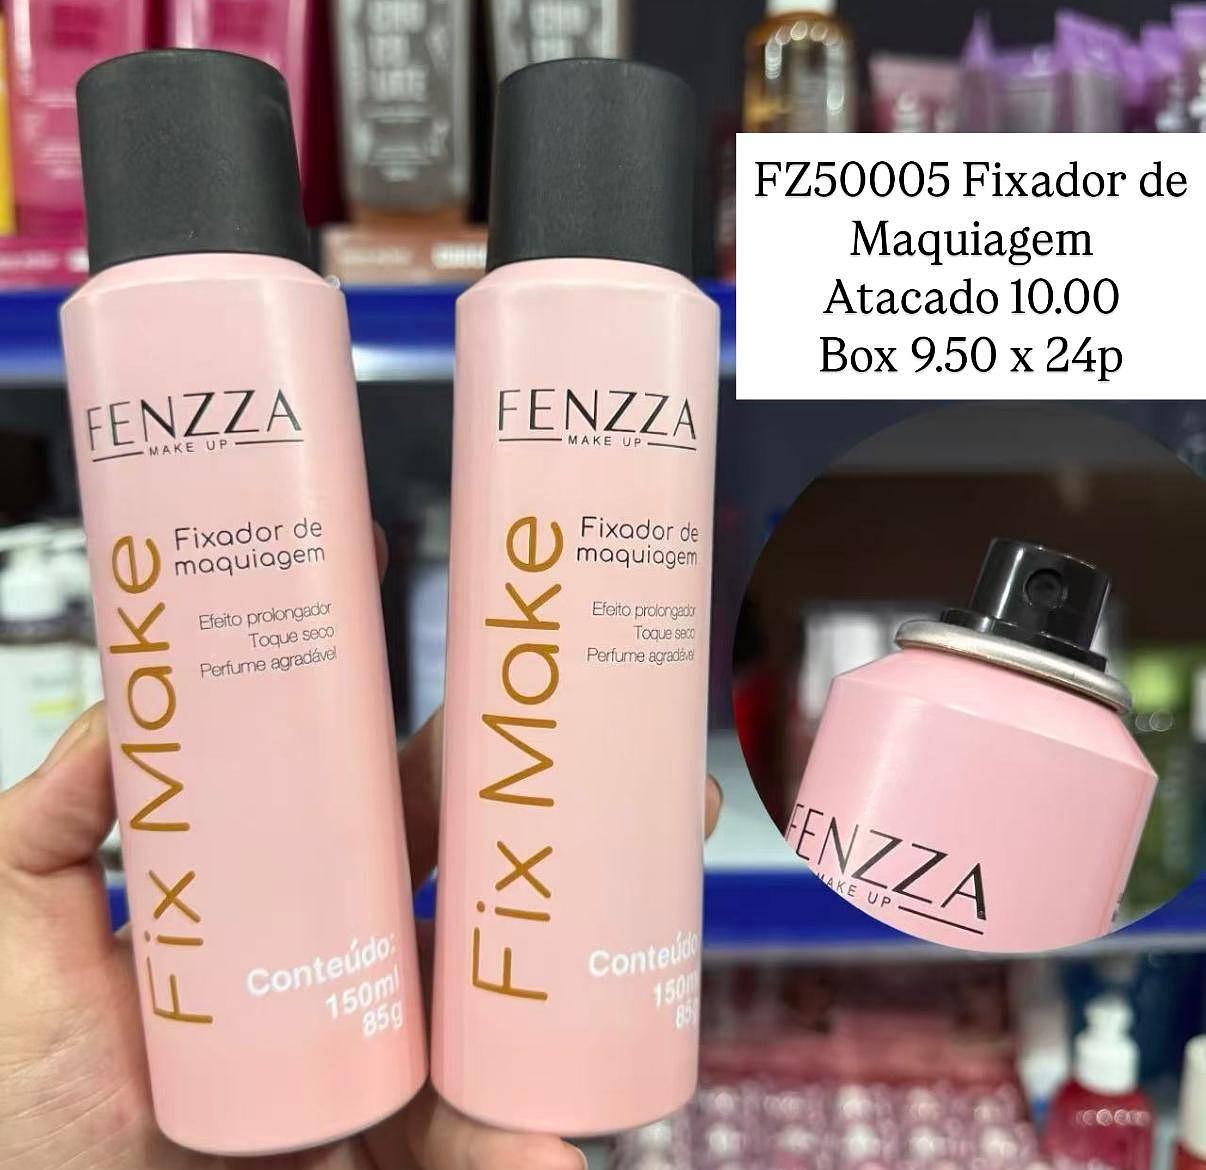 FZ50005 Fixador de
Maquiagem
Atacado 10.00
Box 9.50 x 24p
FENZZA
MAKE UP
Fix Make
Fixador de
maquiagem
Efeito prolongador
Toque seco
Perfume agradável
Conteúdo:
150ml
85g
FENZZA
MAKE UP
Fix Make
Fixador de
maquiagem
Efeito prolongador
Toque seco
Perfume agradável
Conteúdo
150m
85g
FENZZA
MAKE UP